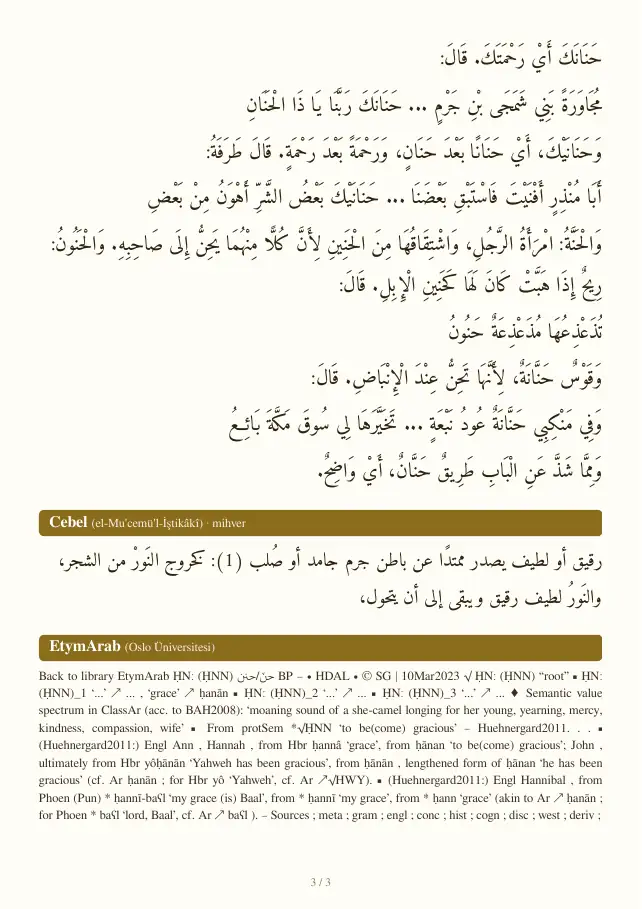 حَنَانَكَ أَيْ رَحْمَتَكَ. قَالَ:
مُجَاوَرَةً بَنِي شَمَجَى بْنِ جَرْمٍ ... حَنَانَكَ رَبَّنَا يَا ذَا الْحَنَانِ
وَحَنَانَيْكَ، أَيْ حَنَانًا بَعْدَ حَنَانٍ، وَرَحْمَةً بَعْدَ رَحْمَةٍ. قَالَ طَرَفَةُ:
أَبَا مُنْذِرٍ أَفْنَيْتَ فَاسْتَبْقِ بَعْضَنَا ... حَنَانَيْكَ بَعْضُ الشَّرِّ أَهْوَنُ مِنْ بَعْضِ
وَالْحَنَّةُ: امْرَأَةُ الرَّجُلِ، وَاشْتِقَاقُهَا مِنَ الْحَنِينِ لِأَنَّ كُلًّا مِنْهُمَا يَحِنُّ إِلَى صَاحِبِهِ. وَالْحَنُونُ:
رِيحٌ إِذَا هَبَّتْ كَانَ لَهَا كَحَنِينِ الْإِبِلِ. قَالَ:
تُذَعْذِعُهَا مُذَعْذِعَةٌ حَنُونُ
وَقَوْسٌ حَنَّانَةٌ، لِأَنَّهَا تَحِنُّ عِنْدَ الْإِنْبَاضِ. قَالَ:
وَفِي مَنْكِبِي حَنَّانَةٌ عُودُ نَبْعَةٍ ... تَخَيَّرَهَا لِي سُوقَ مَكَّةَ بَائِعُ
وَمِمَّا شَذَّ عَنِ الْبَابِ طَرِيقٌ حَنَّانٌ، أَيْ وَاضِحٌ.
Cebel (el-Mu'cemü'l-İştikâkî) · mihver
رقيق أو لطيف يصدر ممتدًا عن باطن جرم جامد أو صُلب (1): كخروج النَورْ من الشجر،
والنَورُ لطيف رقيق ويبقى إلى أن يتحول،
EtymArab (Oslo Üniversitesi)
Back to library EtymArab ḤN: (ḤNN) حنّ/حنن BP – • HDAL • © SG | 10Mar2023 √ ḤN: (ḤNN) “root” ▪ ḤN:
(ḤNN)_1 ‘...’ ↗ ... , ‘grace’ ↗ ḥanān ▪ ḤN: (ḤNN)_2 ‘...’ ↗ ... ▪ ḤN: (ḤNN)_3 ‘...’ ↗ ... ♦ Semantic value
spectrum in ClassAr (acc. to BAH2008): ‘moaning sound of a she-camel longing for her young, yearning, mercy,
kindness, compassion, wife’ ▪ From protSem *√ḤNN ‘to be(come) gracious’ – Huehnergard2011. . . ▪
(Huehnergard2011:) Engl Ann , Hannah , from Hbr ḥannâ ‘grace’, from ḥānan ‘to be(come) gracious’; John ,
ultimately from Hbr yôḥānān ‘Yahweh has been gracious’, from ḥānān , lengthened form of ḥānan ‘he has been
gracious’ (cf. Ar ḥanān ; for Hbr yô ‘Yahweh’, cf. Ar ↗√HWY). ▪ (Huehnergard2011:) Engl Hannibal , from
Phoen (Pun) * ḥannī-baʕl ‘my grace (is) Baal’, from * ḥannī ‘my grace’, from * ḥann ‘grace’ (akin to Ar ↗ ḥanān ;
for Phoen * baʕl ‘lord, Baal’, cf. Ar ↗ baʕl ). – Sources ; meta ; gram ; engl ; conc ; hist ; cogn ; disc ; west ; deriv ;
3 / 3